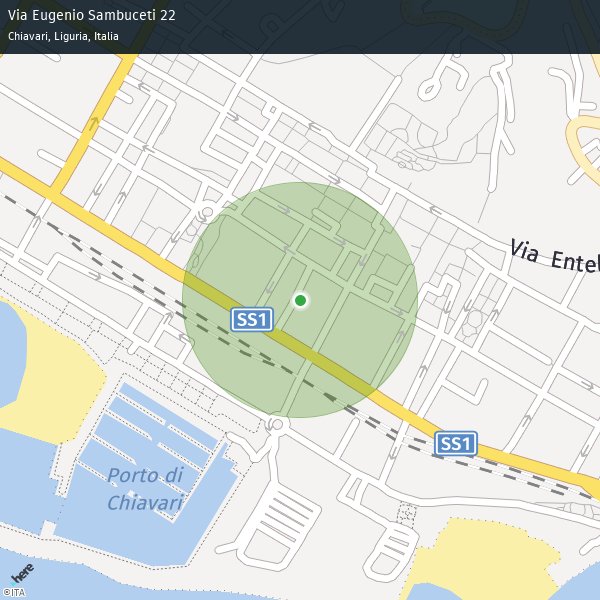 Via Eugenio Sambuceti 22
Chiavari, Liguria, Italia
Via Entel
SS1
SS1
Porto di
Chiavari
here
©ITA